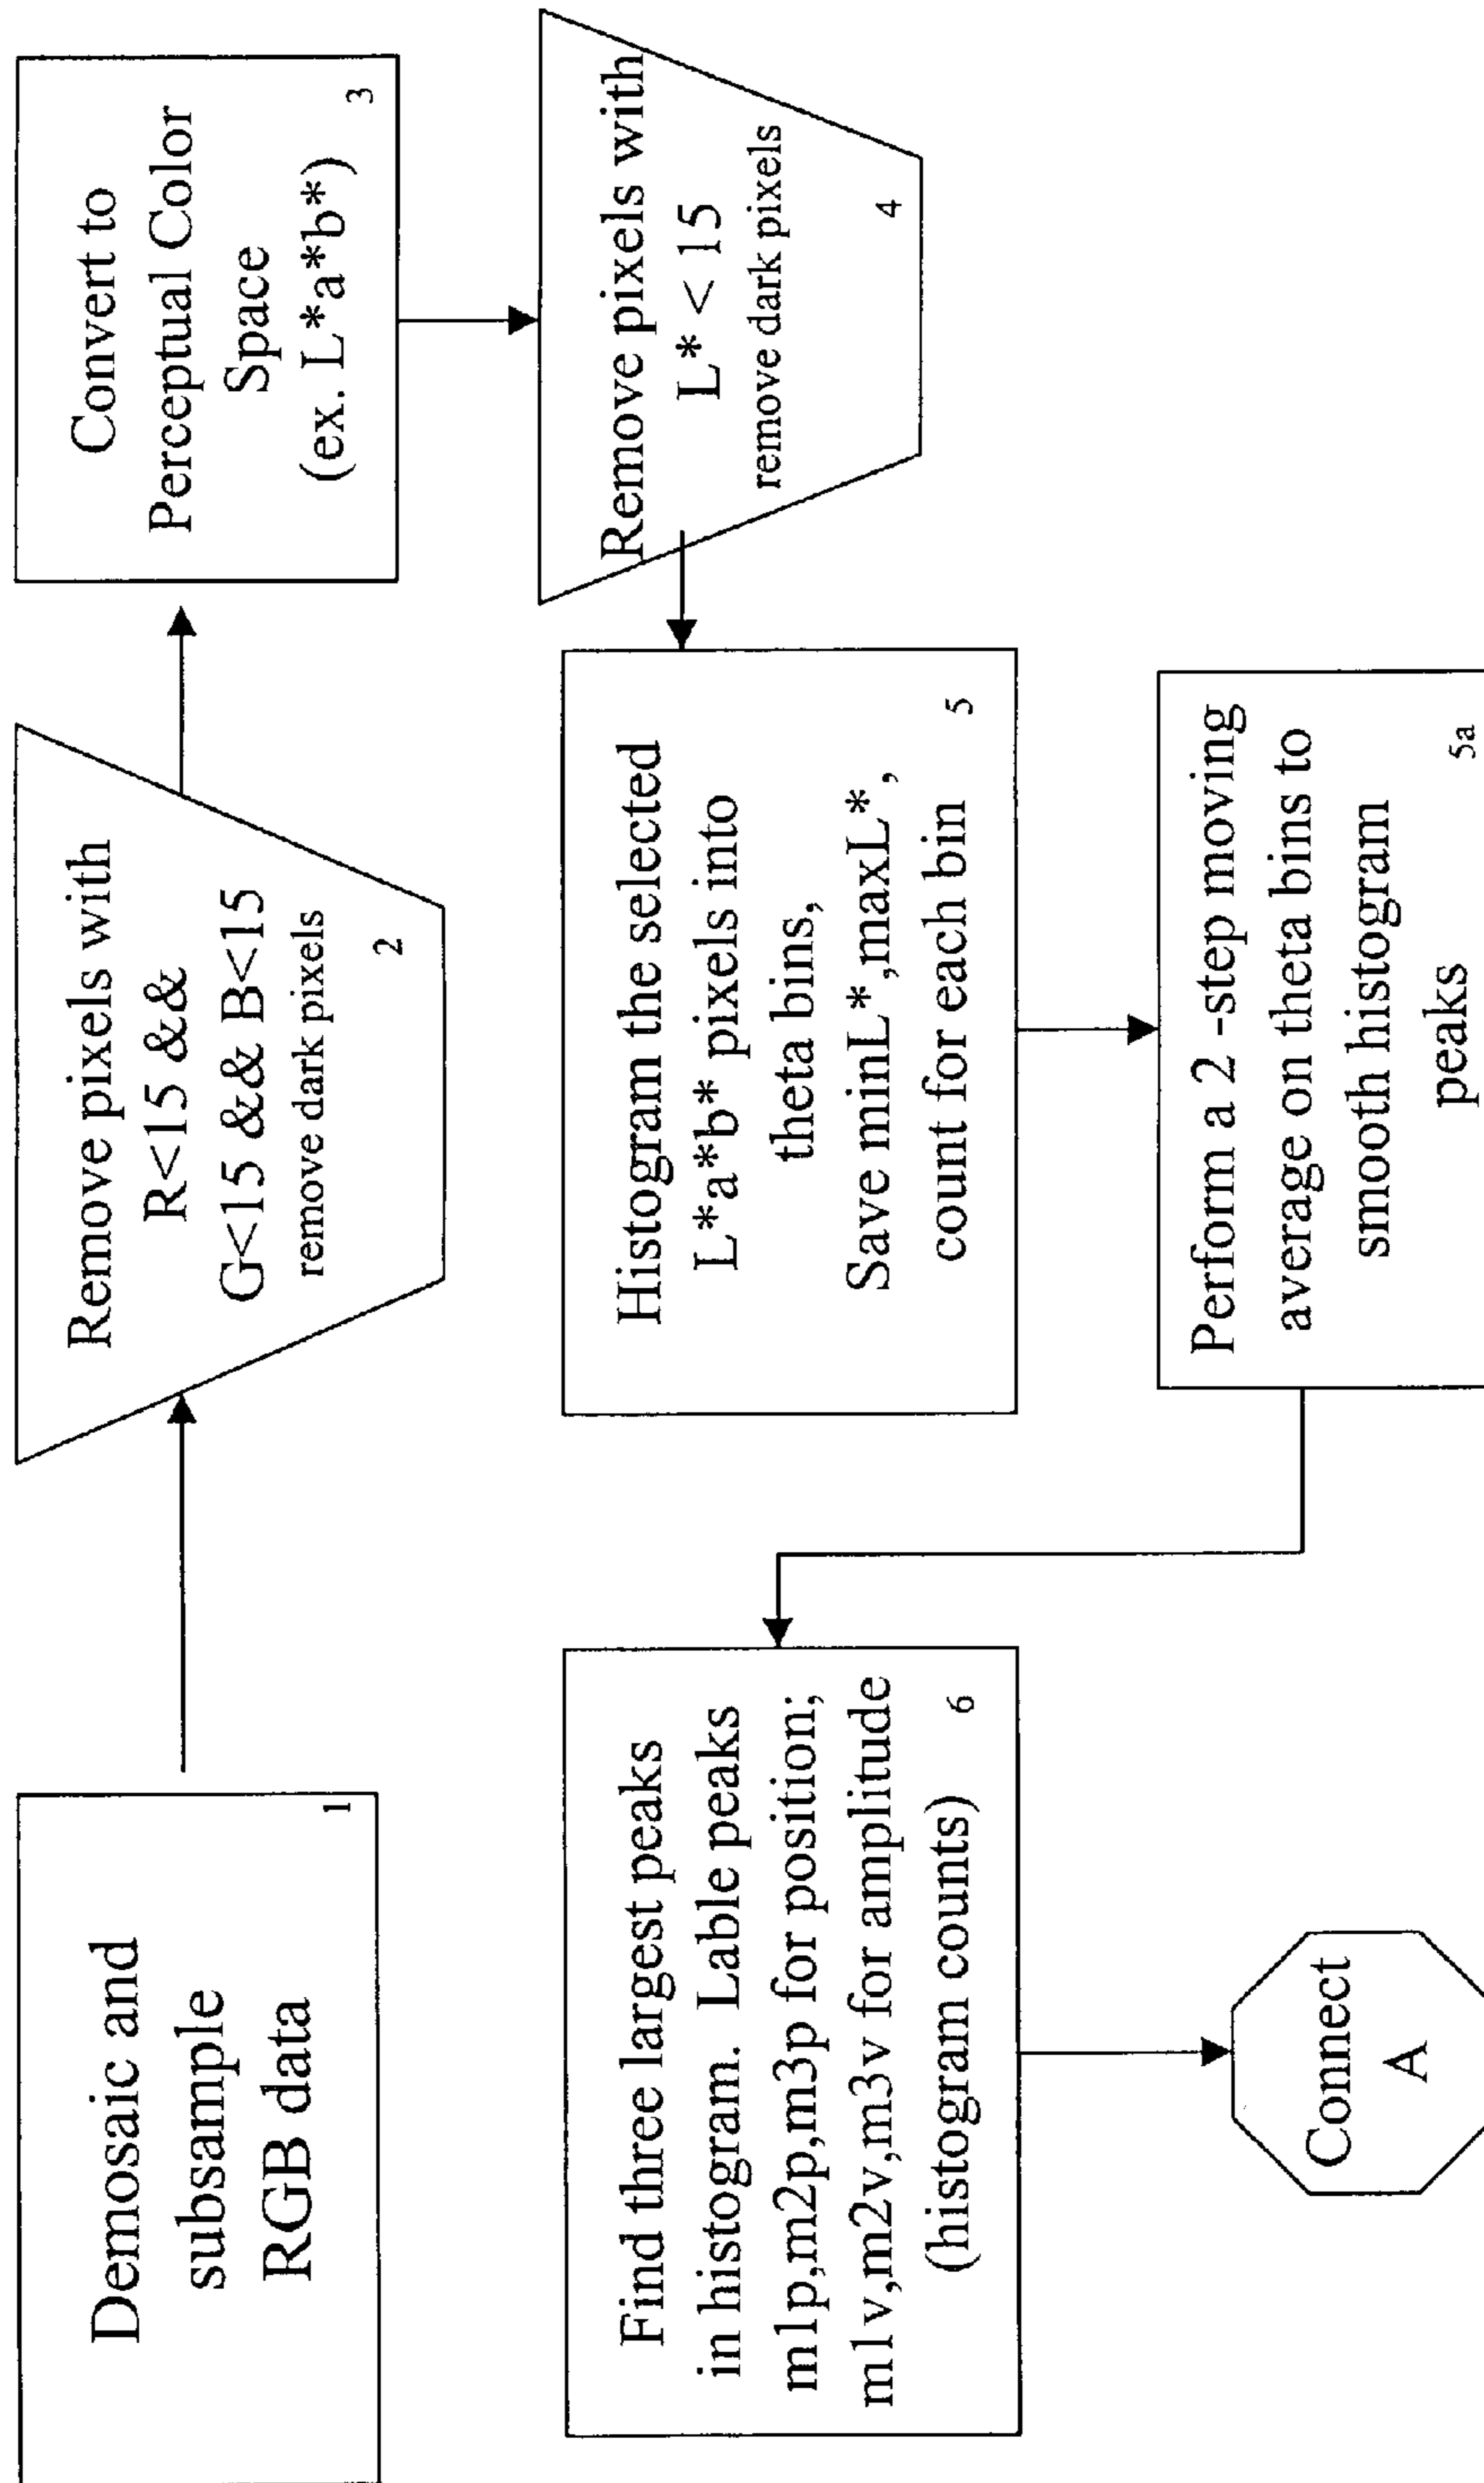 Demosaic and
subsample
RGB data
1
Remove pixels with
R<15 &&
G<15 && B<15
remove dark pixels
2
Convert to
Perceptual Color
Space
(ex. L*a*b*)
3
Remove pixels with
L* < 15
remove dark pixels
4
Histogram the selected
L*a*b* pixels into
theta bins,
Save minL*,maxL*,
count for each bin
5
Perform a 2 -step moving
average on theta bins to
smooth histogram
peaks
5a
Find three largest peaks
in histogram. Lable peaks
m1p,m2p,m3p for position;
m1v,m2v,m3v for amplitude
(histogram counts)
6
Connect
A